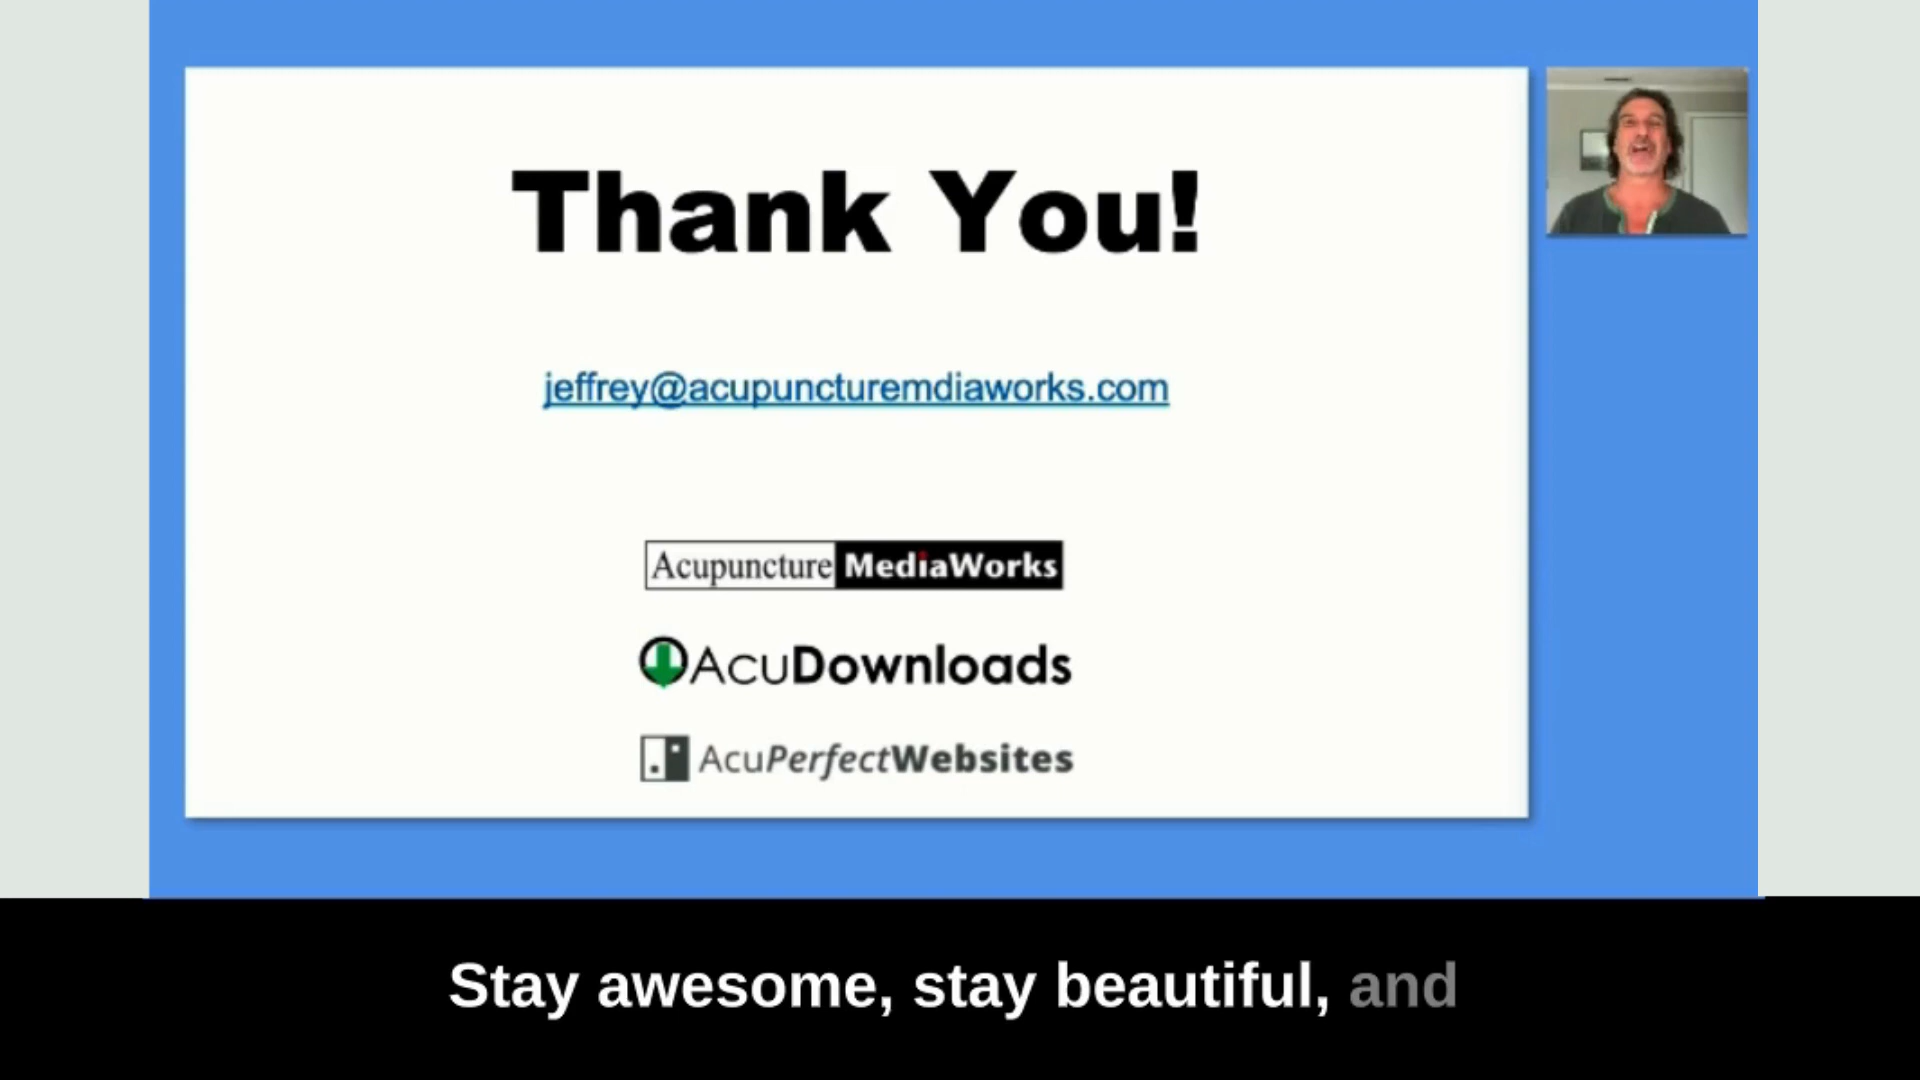 Thank You!
jeffrey@acupuncturemdiaworks.com
Acupuncture MediaWorks
AcuDownloads
AcuPerfectWebsites
Stay awesome, stay beautiful, and